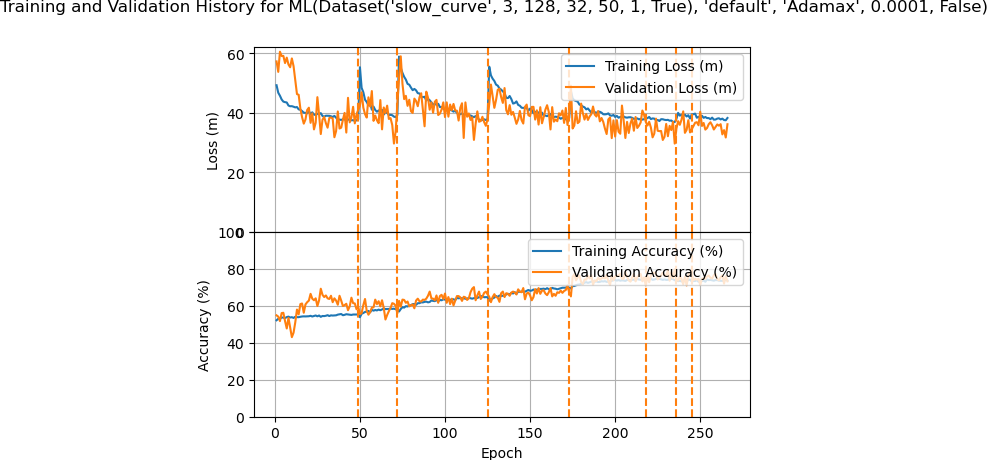 Training and Validation History for ML(Dataset('slow_curve', 3, 128, 32, 50, 1, True), 'default', 'Adamax', 0.0001, False)
60
40
20
0
Loss (m)
Training Loss (m)
Validation Loss (m)
100
80
60
40
20
0
Accuracy (%)
Training Accuracy (%)
Validation Accuracy (%)
0 50 100 150 200 250
Epoch